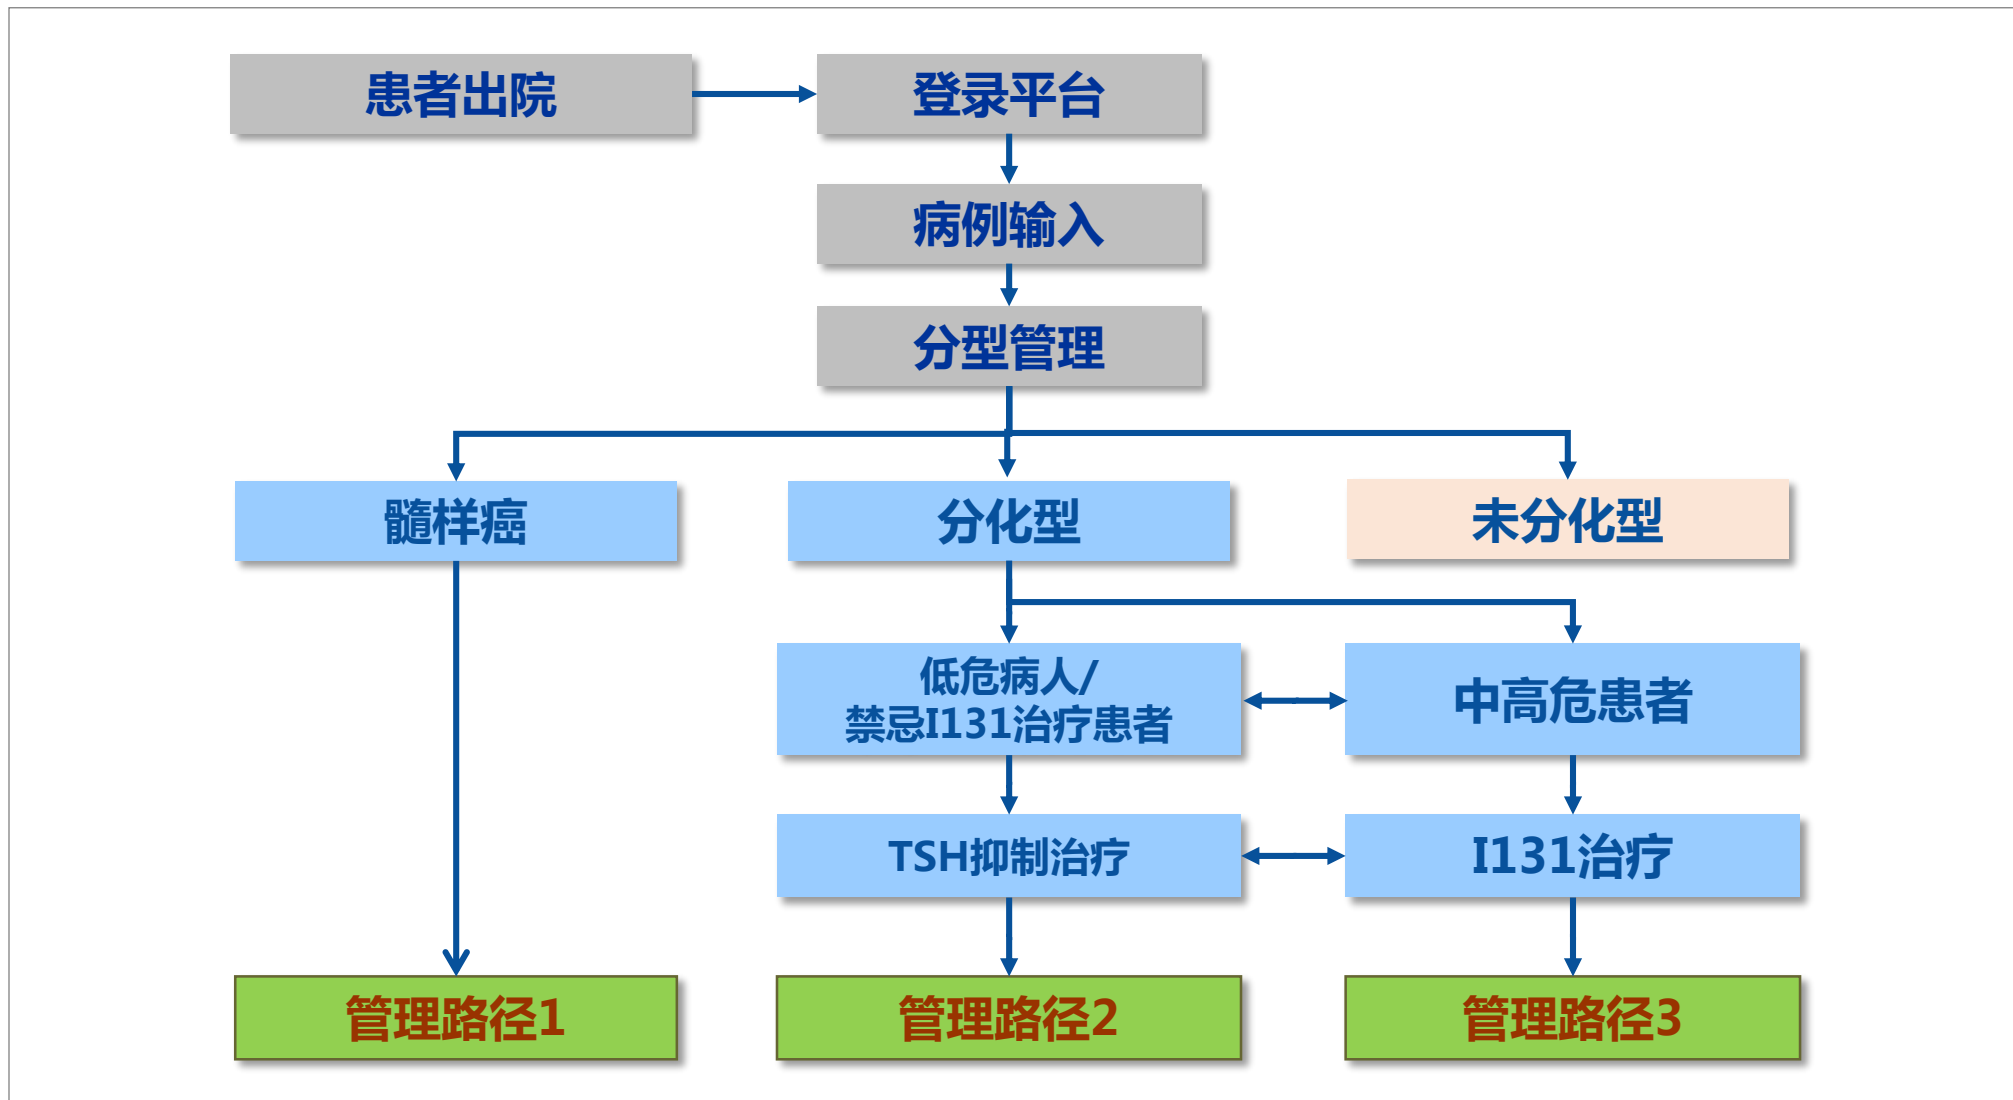 患者出院
登录平台
病例输入
分型管理
髓样癌
分化型
未分化型
低危病人/
禁忌I131治疗患者
中高危患者
TSH抑制治疗
I131治疗
管理路径1
管理路径2
管理路径3